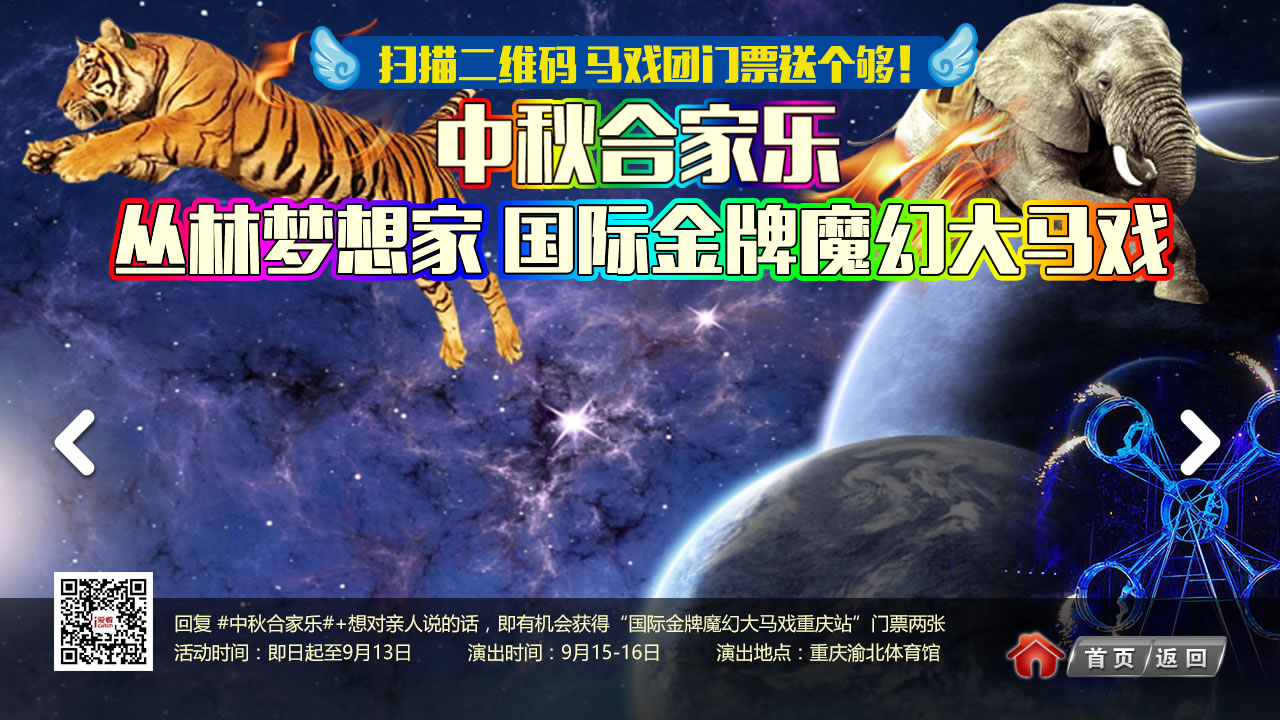 扫描二维码 马戏团门票送个够！
中秋合家乐
丛林梦想家 国际金牌魔幻大马戏
回复 #中秋合家乐#+想对亲人说的话，即有机会获得“国际金牌魔幻大马戏重庆站”门票两张
活动时间：即日起至9月13日 演出时间：9月15-16日 演出地点：重庆渝北体育馆
首页 返回